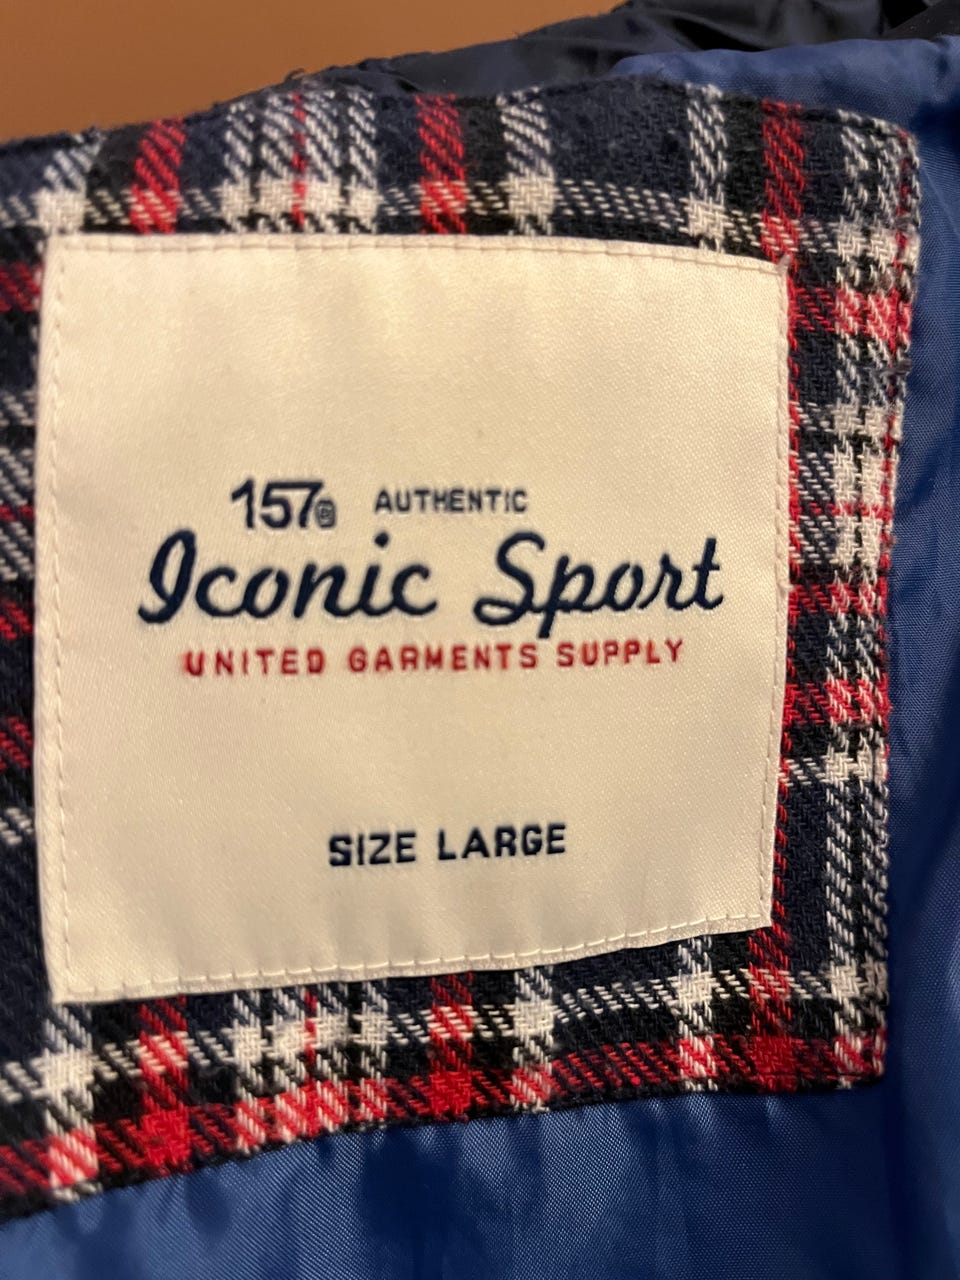 157® AUTHENTIC
Iconic Sport
UNITED GARMENTS SUPPLY
SIZE LARGE